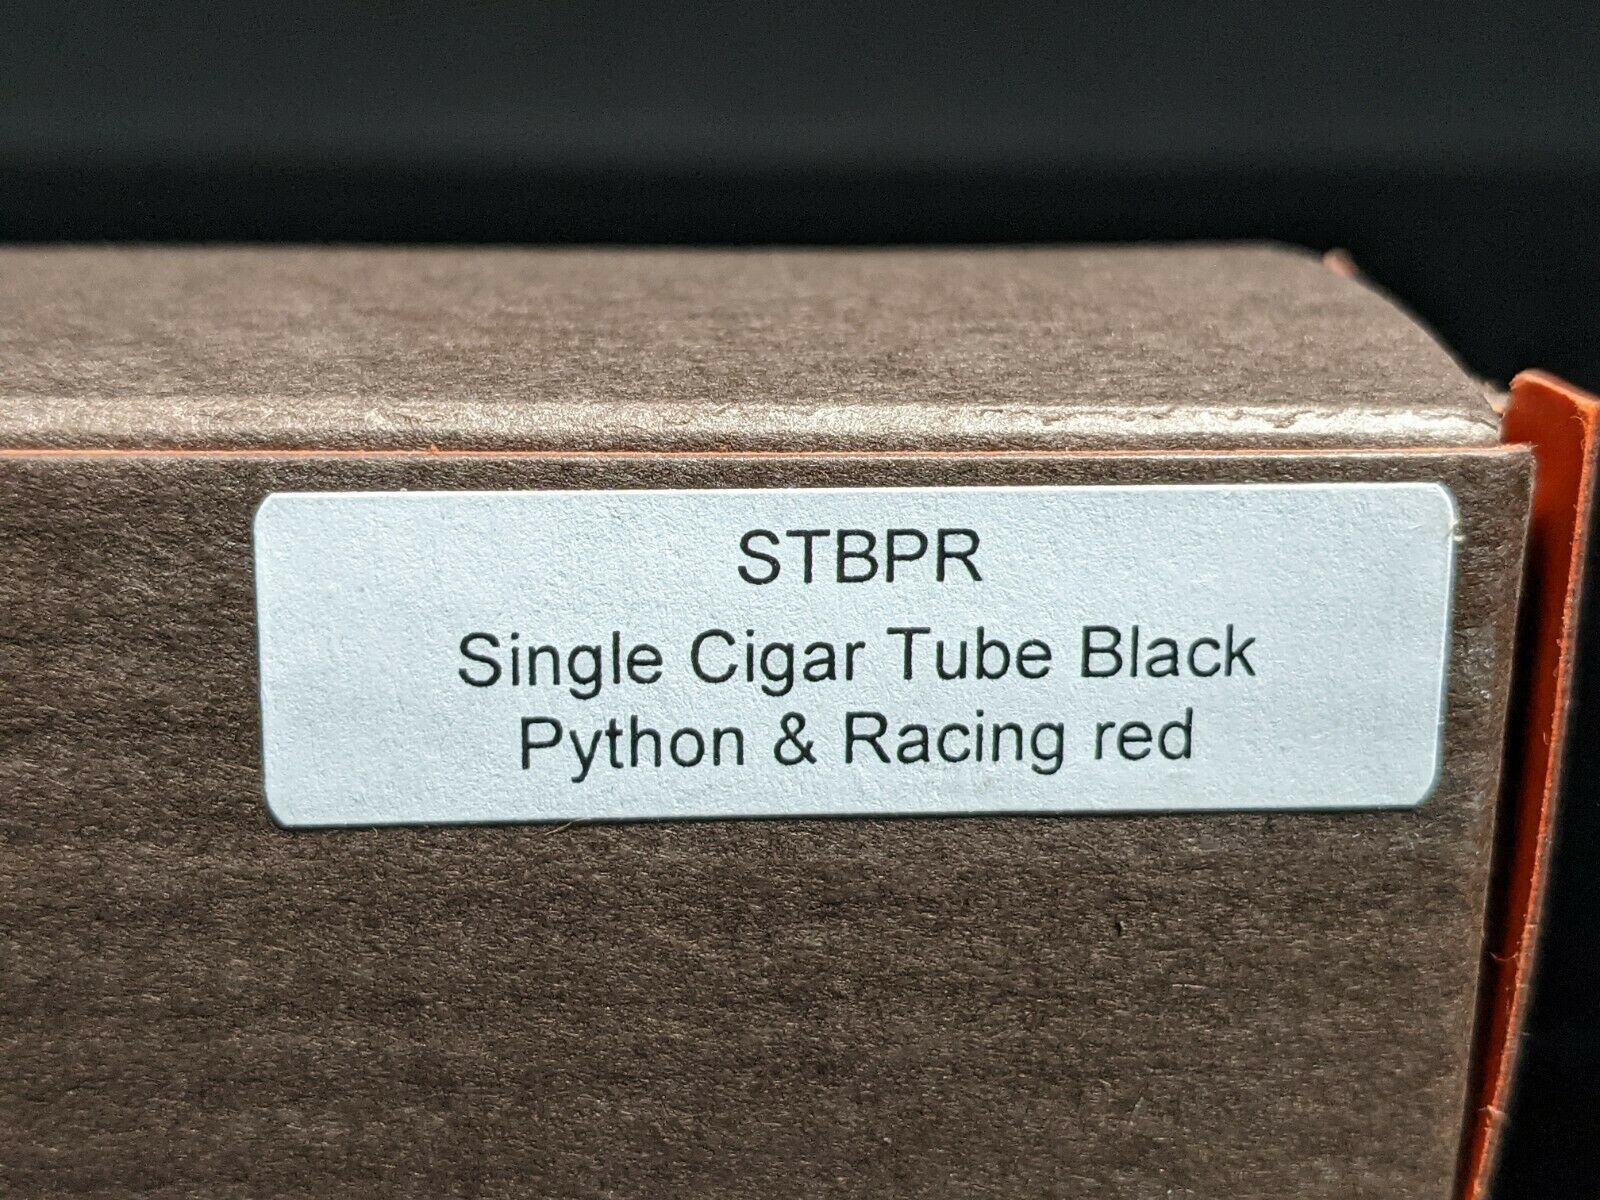 STBPR
Single Cigar Tube Black
Python & Racing red